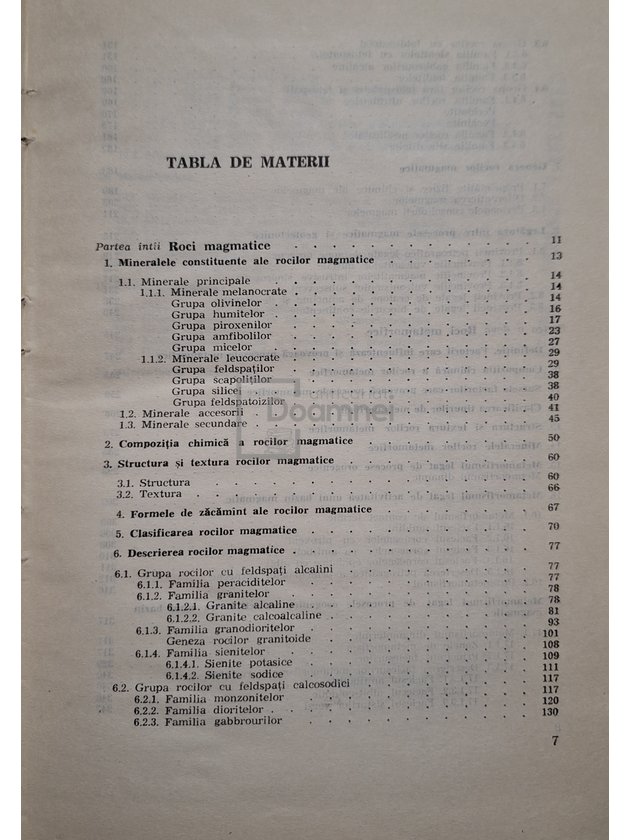 TABLA DE MATERII
Partea întîi Roci magmatice . . . 11
1. Mineralele constituente ale rocilor magmatice . . . 13
1.1. Minerale principale . . . 14
1.1.1. Minerale melanocrate . . . 14
Grupa olivinelor . . . 14
Grupa humitelor . . . 16
Grupa piroxenilor . . . 17
Grupa amfibolilor . . . 23
Grupa micelor . . . 27
1.1.2. Minerale leucocrate . . . 29
Grupa feldspaților . . . 29
Grupa scapoliților . . . 38
Grupa silicei . . . 38
Grupa feldspatoizilor . . . 40
1.2. Minerale accesorii . . . 41
1.3. Minerale secundare . . . 45
Doamnei
2. Compoziția chimică a rocilor magmatice . . . 50
3. Structura și textura rocilor magmatice . . . 60
3.1. Structura . . . 60
3.2. Textura . . . 66
4. Formele de zăcămînt ale rocilor magmatice . . . 67
5. Clasificarea rocilor magmatice . . . 70
6. Descrierea rocilor magmatice . . . 77
6.1. Grupa rocilor cu feldspați alcalini . . . 77
6.1.1. Familia peraciditelor . . . 77
6.1.2. Familia granitelor . . . 78
6.1.2.1. Granite alcaline . . . 78
6.1.2.2. Granite calcoalcaline . . . 81
6.1.3. Familia granodioritelor . . . 93
Geneza rocilor granitoide . . . 101
6.1.4. Familia sienitelor . . . 108
6.1.4.1. Sienite potasice . . . 109
6.1.4.2. Sienite sodice . . . 111
6.2. Grupa rocilor cu feldspați calcosodici . . . 117
6.2.1. Familia monzonitelor . . . 117
6.2.2. Familia dioritelor . . . 120
6.2.3. Familia gabbrourilor . . . 130
7